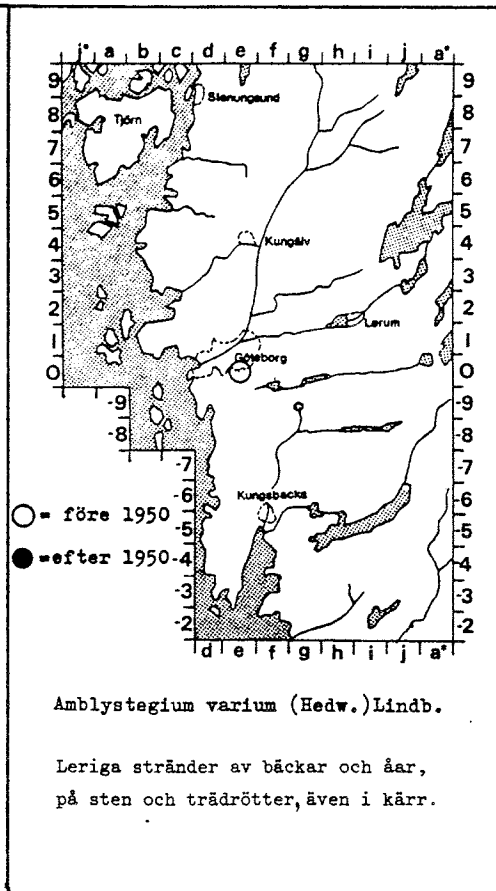 j* a b c d e f g h i j a*
9 9
8 8
7 7
6 6
5 5
4 4
3 3
2 2
1 1
0 0
-9 -9
-8 -8
-7 -7
-6 -6
-5 -5
-4 -4
-3 -3
-2 -2
d e f g h i j a*
Stenungsund
Tjörn
Kungälv
Lerum
Göteborg
Kungsbacka
= före 1950
=efter 1950
Amblystegium varium (Hedw.)Lindb.
Leriga stränder av bäckar och åar,
på sten och trädrötter, även i kärr.